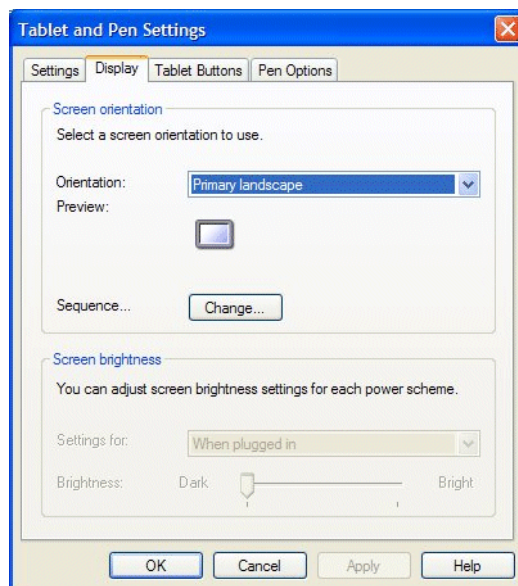 Tablet and Pen Settings
Settings Display Tablet Buttons Pen Options
Screen orientation
Select a screen orientation to use.
Orientation: Primary landscape
Preview:
Sequence... Change...
Screen brightness
You can adjust screen brightness settings for each power scheme.
Settings for: When plugged in
Brightness: Dark Bright
OK Cancel Apply Help